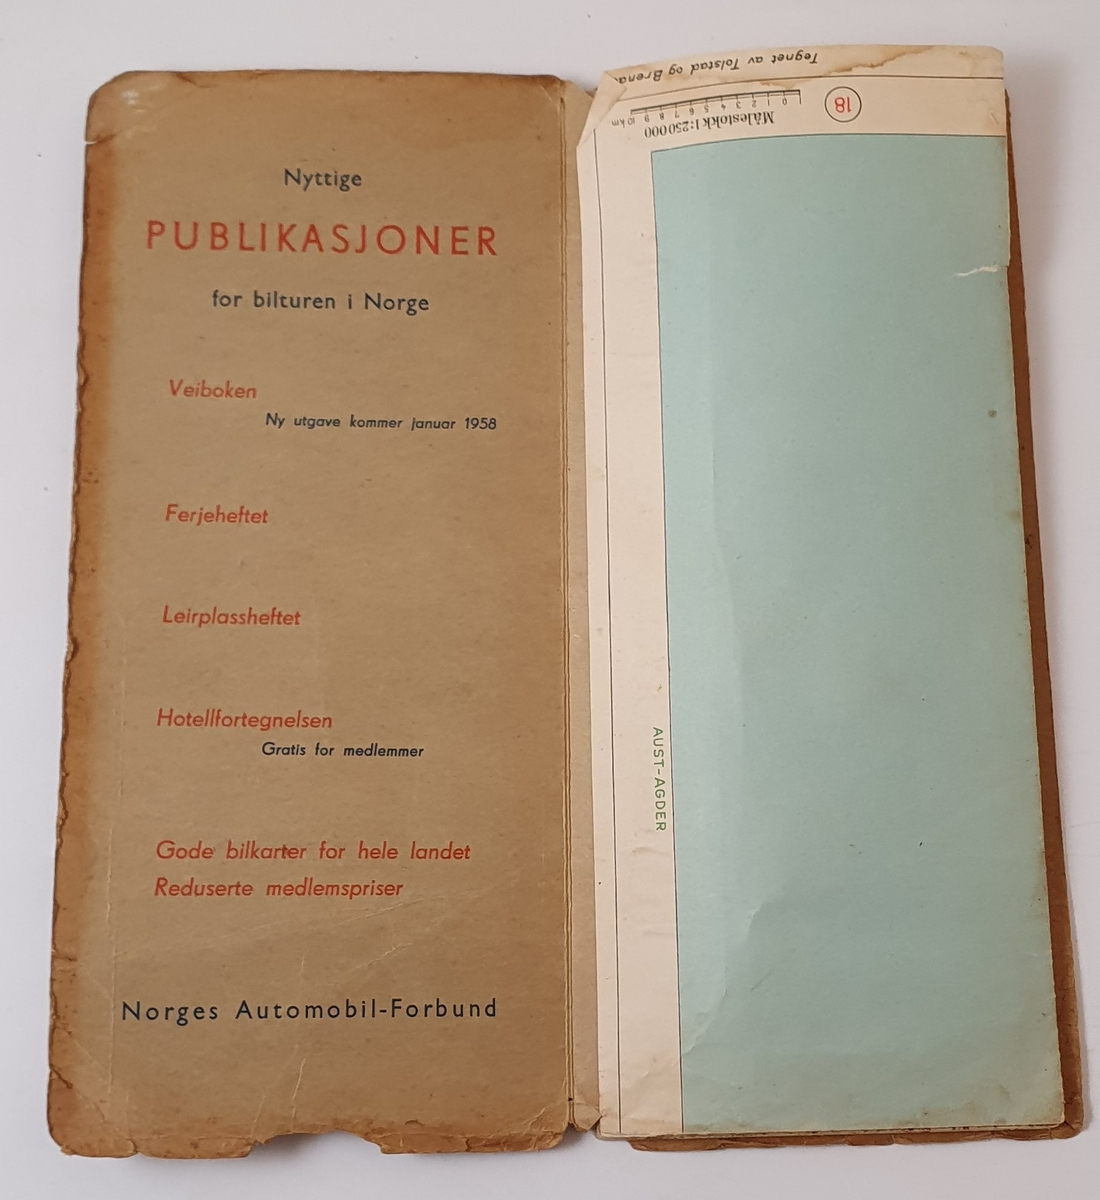 Nyttige
PUBLIKASJONER
for bilturen i Norge
Veiboken
Ny utgave kommer januar 1958
Ferjeheftet
Leirplassheftet
Hotellfortegnelsen
Gratis for medlemmer
Gode bilkarter for hele landet
Reduserte medlemspriser
Norges Automobil-Forbund
Tegnet av Tolstad og Brena
18
0 1 2 3 4 5 6 7 8 9 10 km
Målestokk 1:250 000
AUST-AGDER